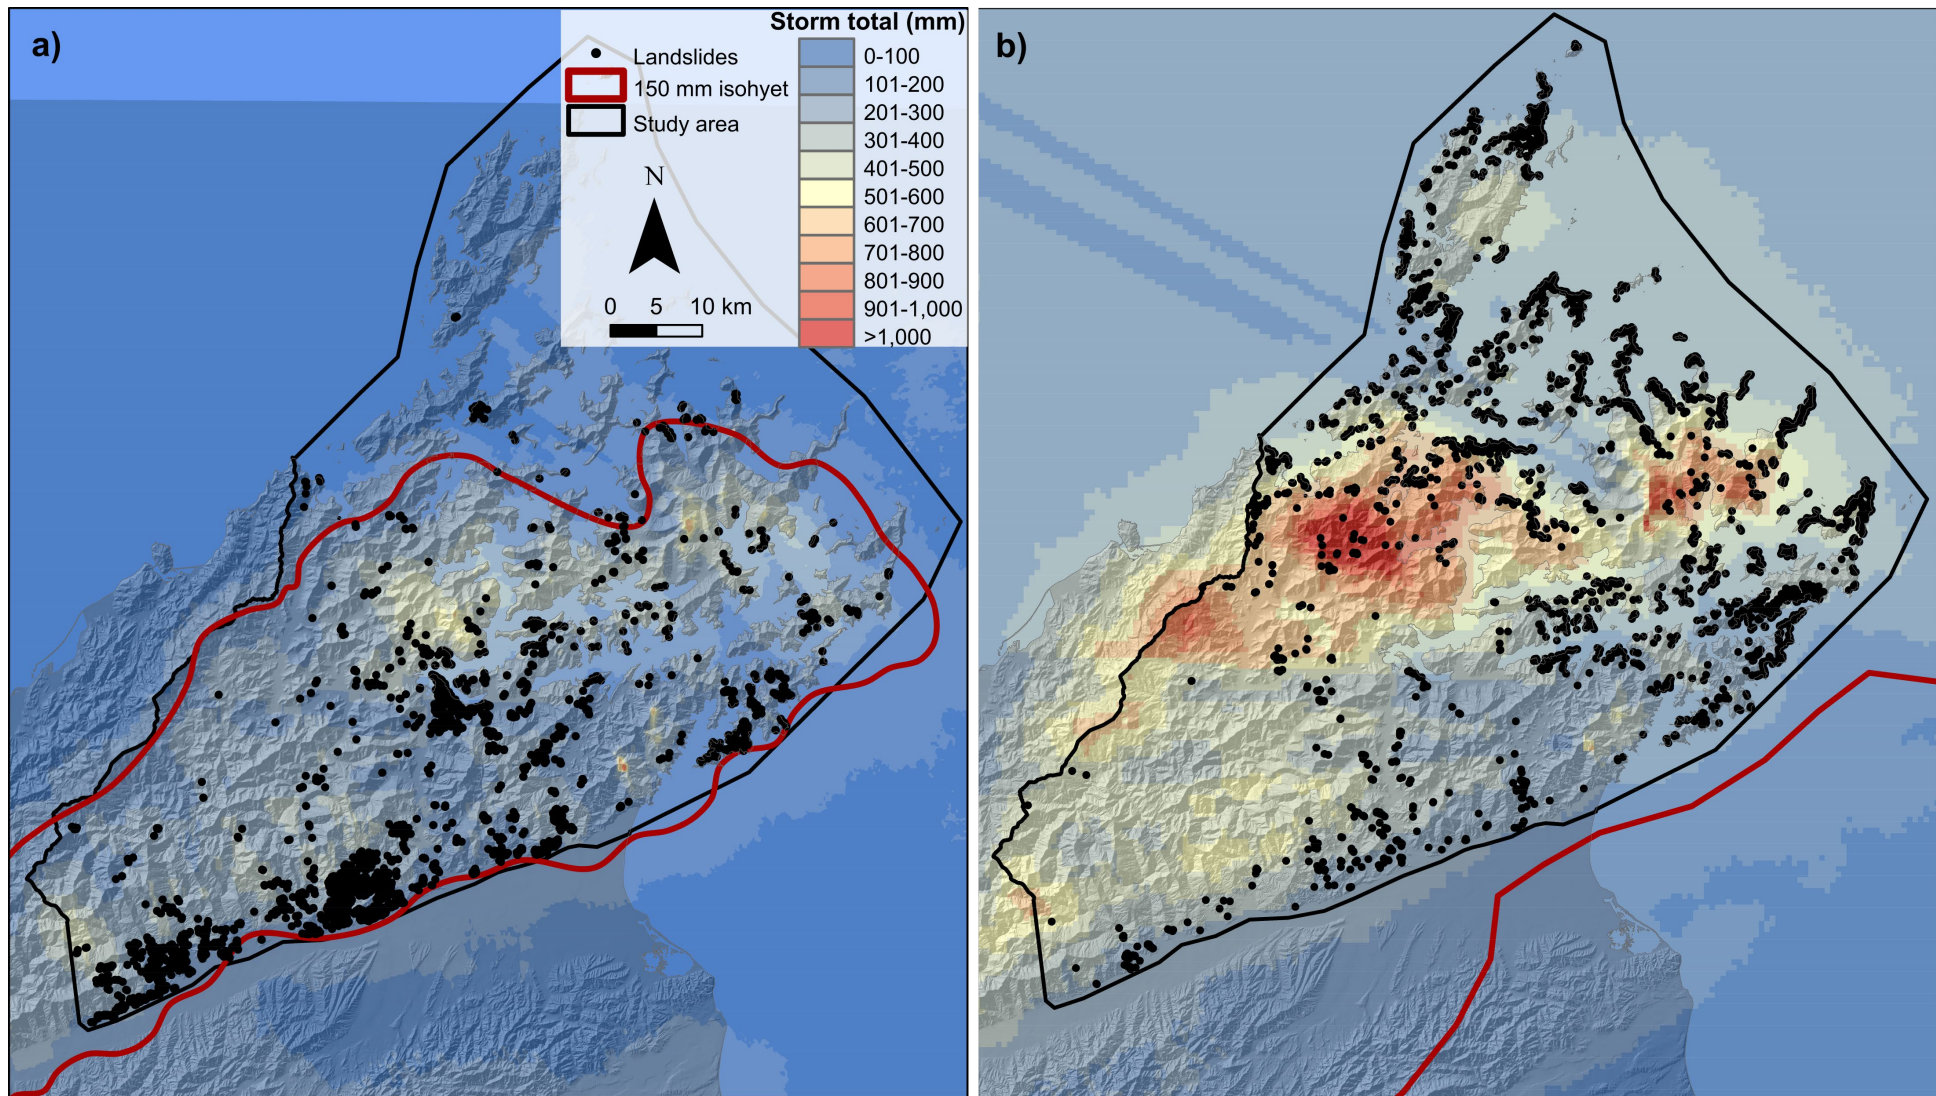 a)
Landslides
150 mm isohyet
Study area
N
0 5 10 km
Storm total (mm)
0-100
101-200
201-300
301-400
401-500
501-600
601-700
701-800
801-900
901-1,000
>1,000
b)